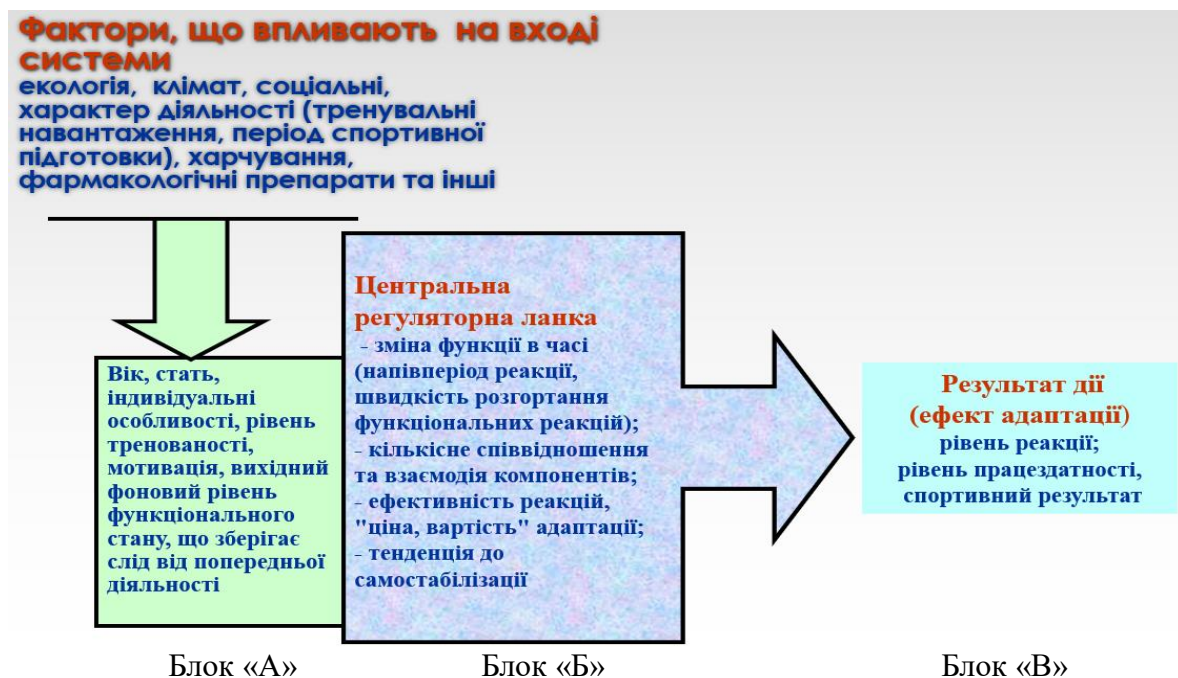 Фактори, що впливають на вході
системи
екологія, клімат, соціальні,
характер діяльності (тренувальні
навантаження, період спортивної
підготовки), харчування,
фармакологічні препарати та інші
Вік, стать,
індивідуальні
особливості, рівень
тренованості,
мотивація, вихідний
фоновий рівень
функціонального
стану, що зберігає
слід від попередньої
діяльності
Центральна
регуляторна ланка
- зміна функції в часі
(напівперіод реакції,
швидкість розгортання
функціональних реакцій);
- кількісне співвідношення
та взаємодія компонентів;
- ефективність реакцій,
"ціна, вартість" адаптації;
- тенденція до
самостабілізації
Результат дії
(ефект адаптації)
рівень реакції;
рівень працездатності,
спортивний результат
Блок «А» Блок «Б» Блок «В»